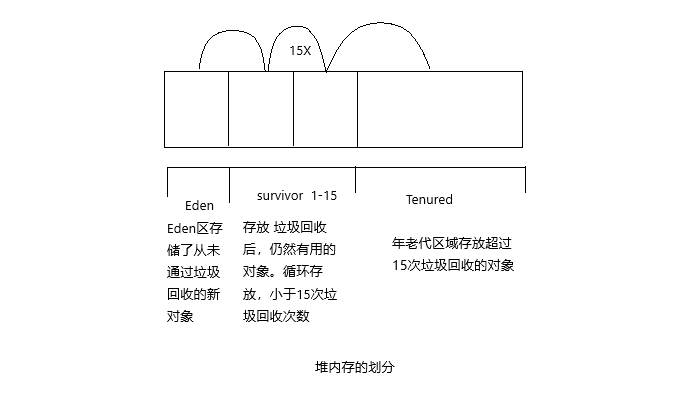 15X
Eden
survivor 1-15
Tenured
Eden区存
储了从未
通过垃圾
回收的新
对象
存放 垃圾回收
后，仍然有用的
对象。循环存
放，小于15次垃
圾回收次数
年老代区域存放超过
15次垃圾回收的对象
堆内存的划分